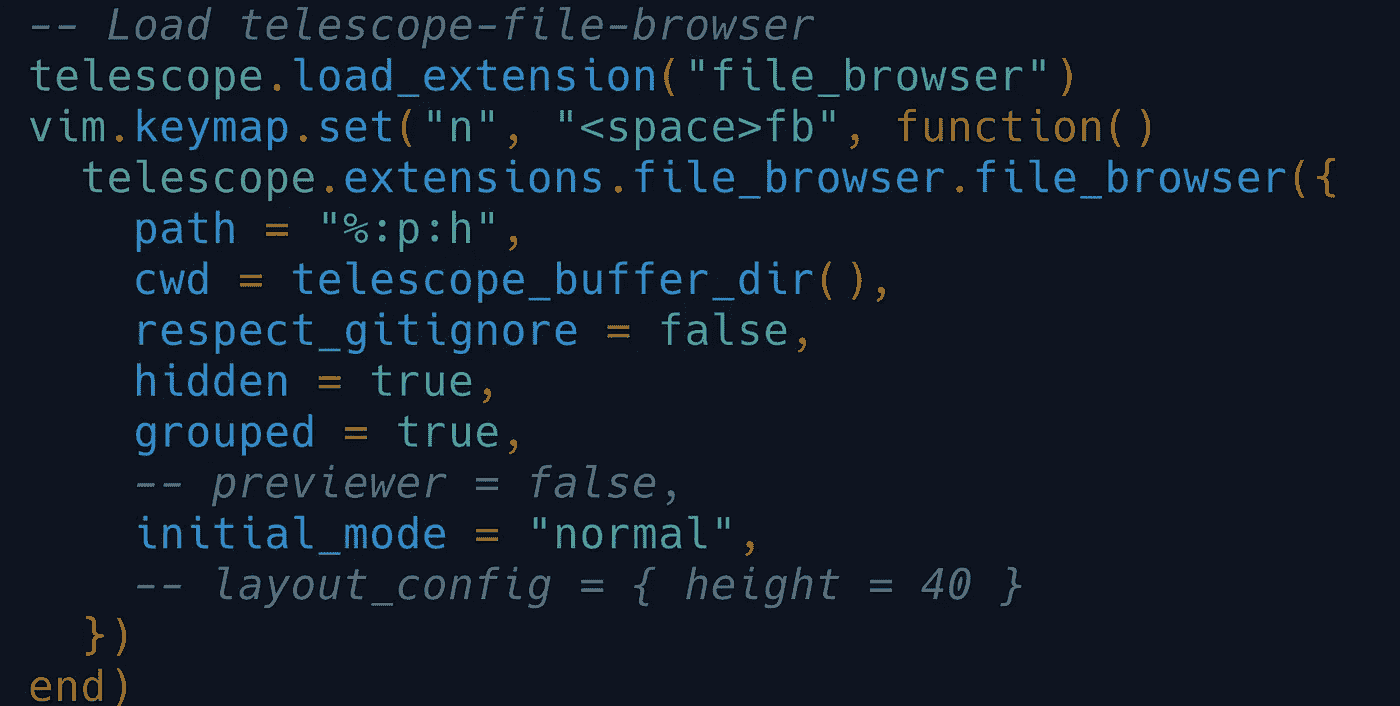 -- Load telescope-file-browser
telescope.load_extension("file_browser")
vim.keymap.set("n", "<space>fb", function()
  telescope.extensions.file_browser.file_browser({
    path = "%:p:h",
    cwd = telescope_buffer_dir(),
    respect_gitignore = false,
    hidden = true,
    grouped = true,
    -- previewer = false,
    initial_mode = "normal",
    -- layout_config = { height = 40 }
  })
end)